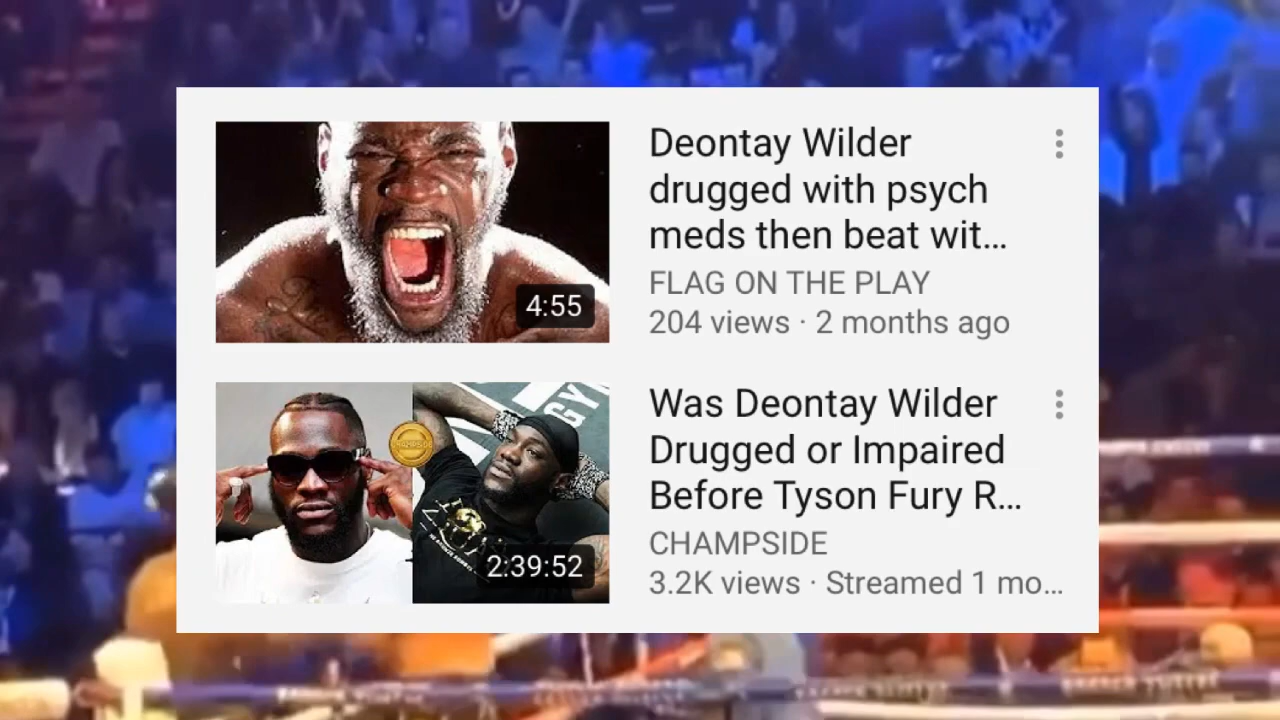 Deontay Wilder
drugged with psych
meds then beat wit...
FLAG ON THE PLAY
204 views · 2 months ago
4:55
Was Deontay Wilder
Drugged or Impaired
Before Tyson Fury R...
CHAMPSIDE
3.2K views · Streamed 1 mo...
2:39:52
GY